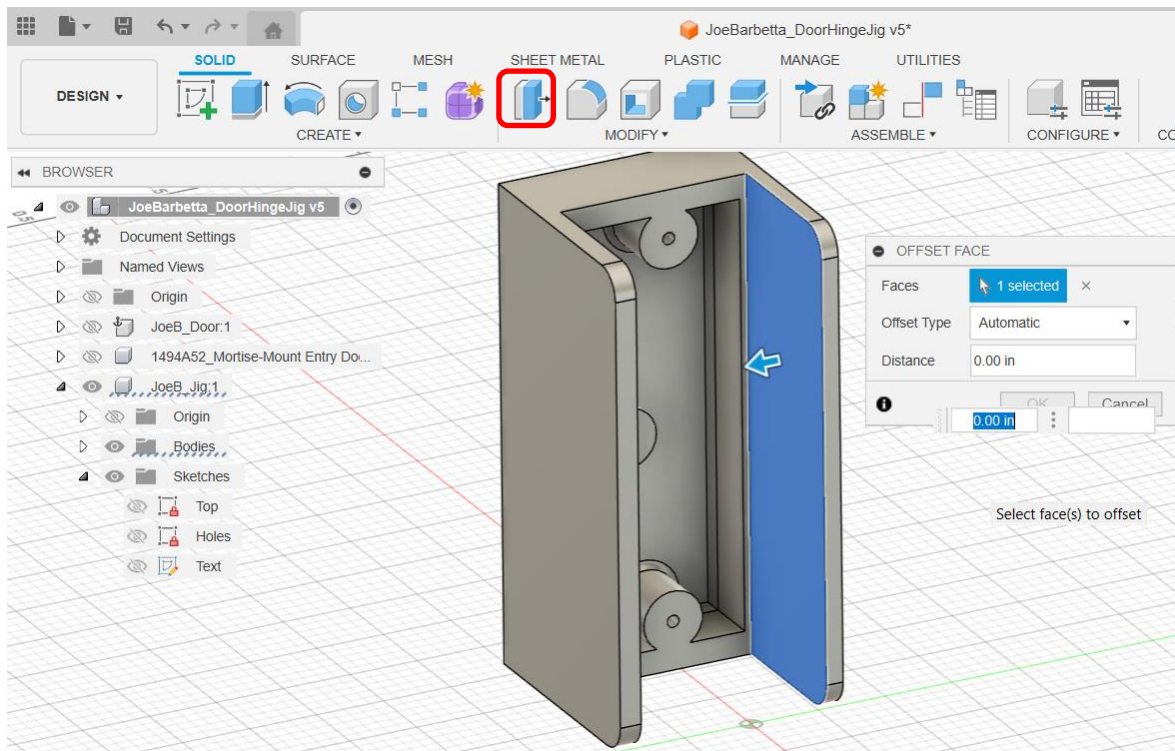 JoeBarbetta_DoorHingeJig v5*
SOLID SURFACE MESH SHEET METAL PLASTIC MANAGE UTILITIES
DESIGN
CREATE MODIFY ASSEMBLE CONFIGURE
BROWSER
JoeBarbetta_DoorHingeJig v5
Document Settings
Named Views
Origin
JoeB_Door:1
1494A52_Mortise-Mount Entry Do...
JoeB_Jig:1
Origin
Bodies
Sketches
Top
Holes
Text
OFFSET FACE
Faces 1 selected
Offset Type Automatic
Distance 0.00 in
OK Cancel
0.00 in
Select face(s) to offset